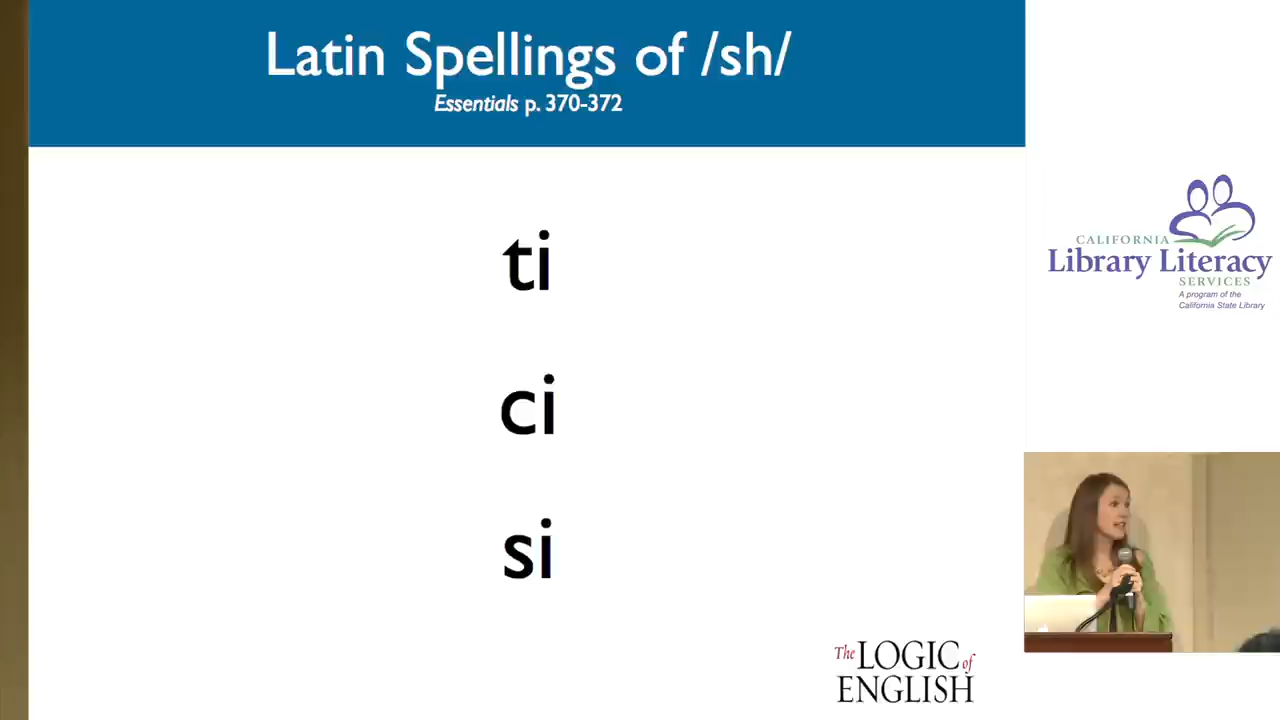 Latin Spellings of /sh/
Essentials p. 370-372
ti
ci
si
The LOGIC of
ENGLISH
CALIFORNIA
Library Literacy
SERVICES
A program of the
California State Library